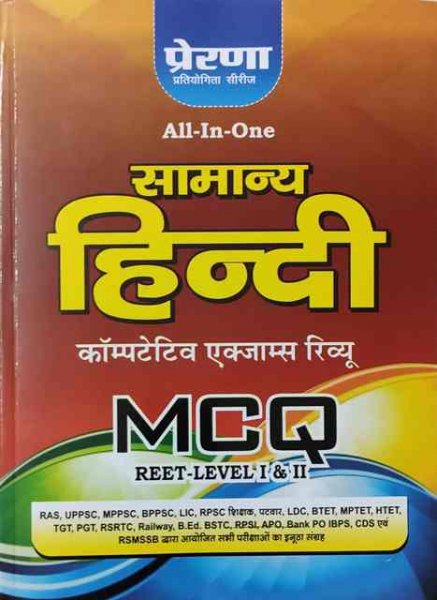 प्रेरणा
प्रतियोगिता सीरीज
All-In-One
सामान्य
हिन्दी
कॉम्पटेटिव एक्जाम्स रिव्यू
MCQ
REET-LEVEL I & II
RAS, UPPSC, MPPSC, BPPSC, LIC, RPSC शिक्षक, पटवार, LDC, BTET, MPTET, HTET,
TGT, PGT, RSRTC, Railway, B.Ed. BSTC, RPSI, APO, Bank PO IBPS, CDS एवं
RSMSSB द्वारा आयोजित सभी परीक्षाओं का इनूठा संग्रह